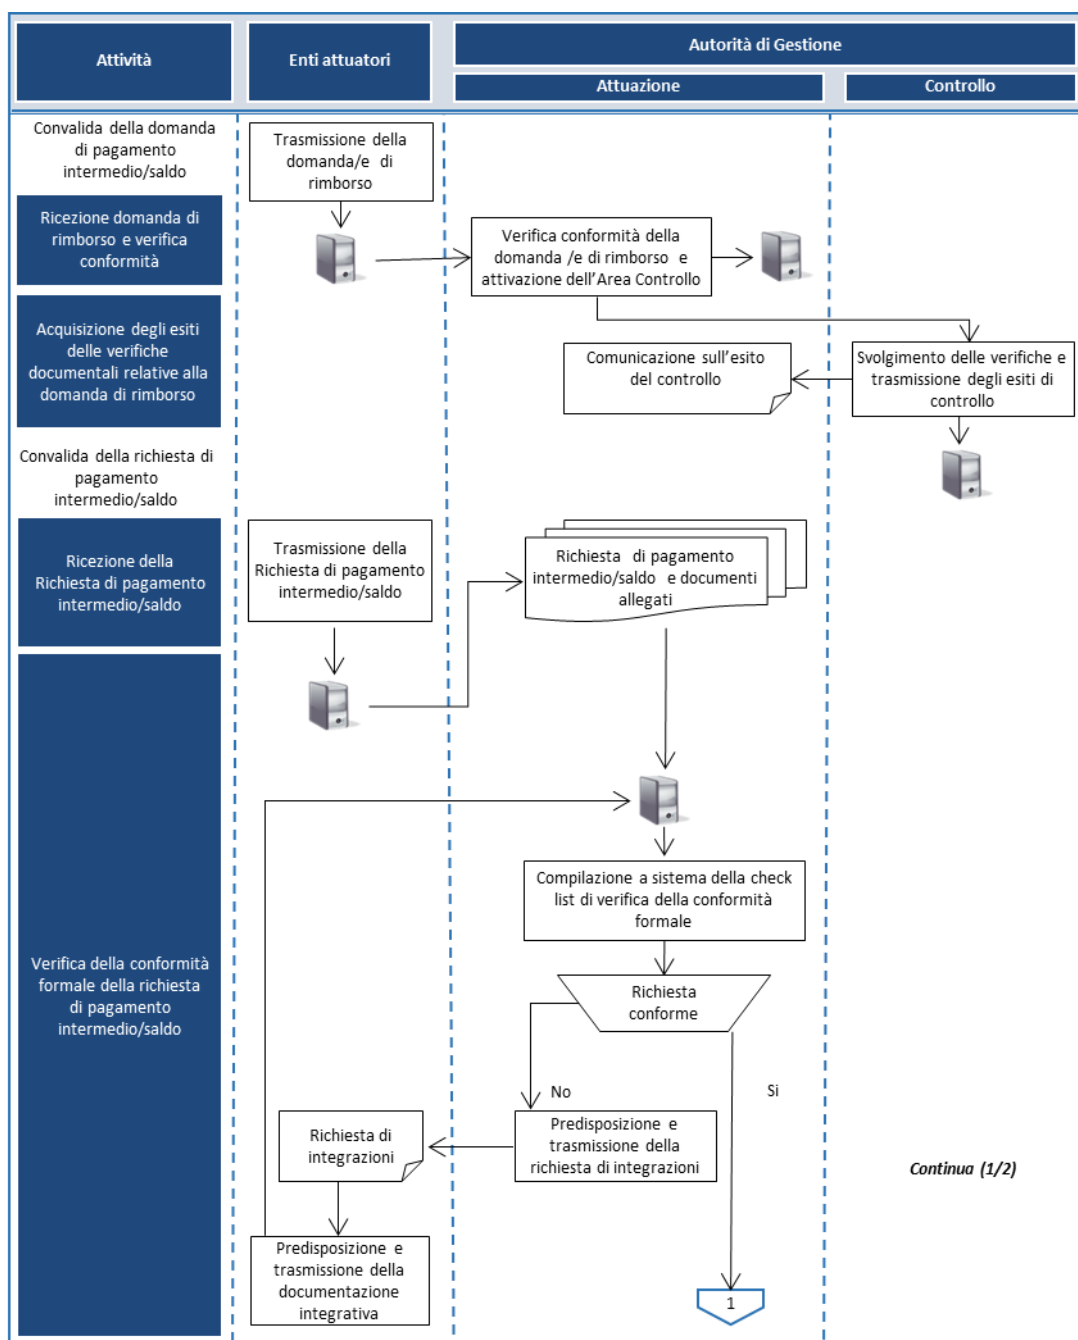 Attività
Enti attuatori
Autorità di Gestione
Attuazione
Controllo
Convalida della domanda
di pagamento
intermedio/saldo
Trasmissione della
domanda/e di
rimborso
Ricezione domanda di
rimborso e verifica
conformità
Verifica conformità della
domanda /e di rimborso e
attivazione dell'Area Controllo
Acquisizione degli esiti
delle verifiche
documentali relative alla
domanda di rimborso
Comunicazione sull'esito
del controllo
Svolgimento delle verifiche e
trasmissione degli esiti di
controllo
Convalida della richiesta di
pagamento
intermedio/saldo
Ricezione della
Richiesta di pagamento
intermedio/saldo
Trasmissione della
Richiesta di pagamento
intermedio/saldo
Richiesta di pagamento
intermedio/saldo e documenti
allegati
Verifica della conformità
formale della richiesta
di pagamento
intermedio/saldo
Compilazione a sistema della check
list di verifica della conformità
formale
Richiesta
conforme
No
Si
Richiesta di
integrazioni
Predisposizione e
trasmissione della
richiesta di integrazioni
Continua (1/2)
Predisposizione e
trasmissione della
documentazione
integrativa
1